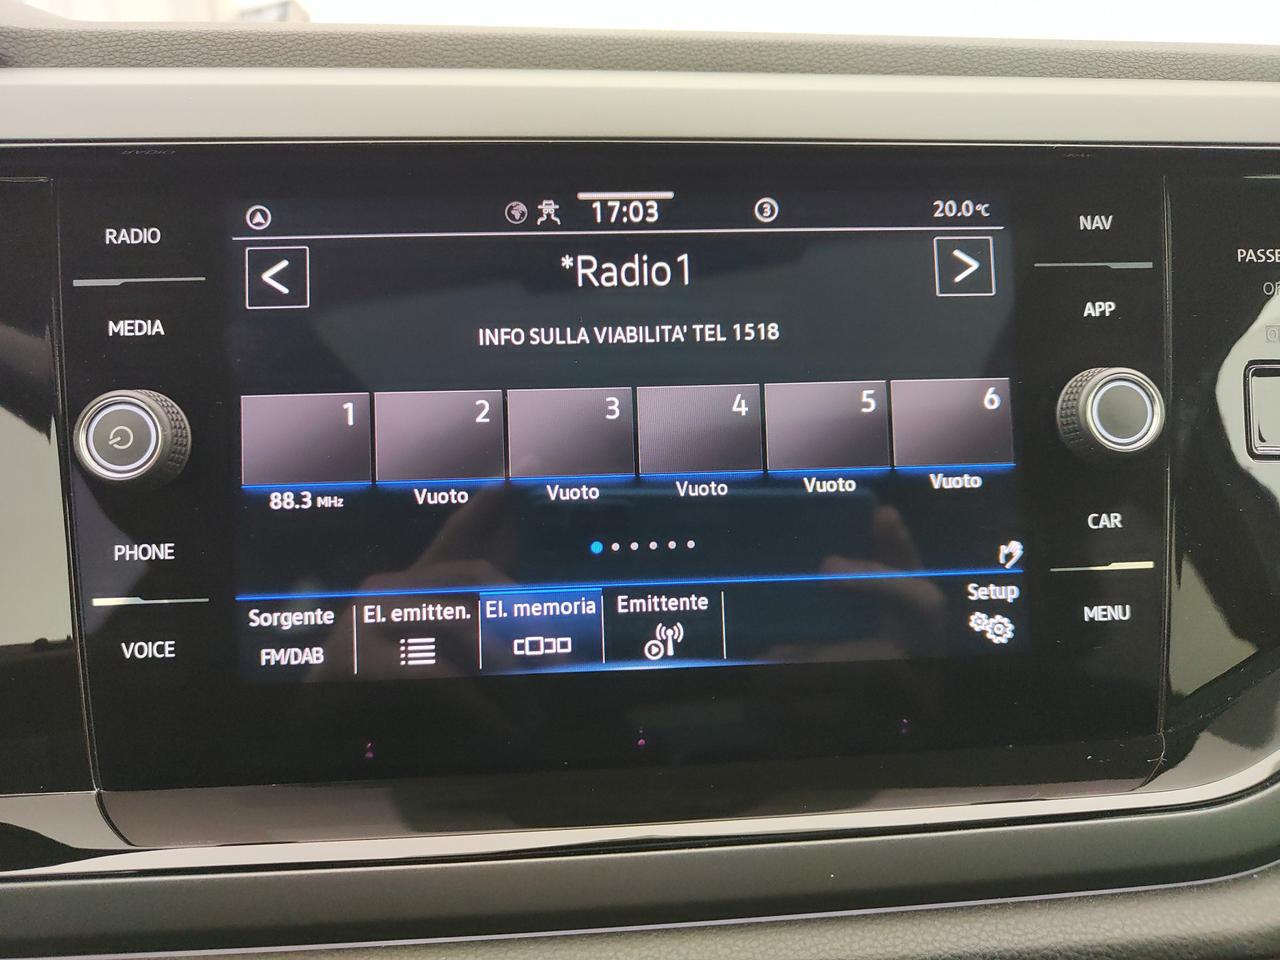 17:03
3
20.0°C
RADIO
NAV
PASSE
*Radio1
MEDIA
APP
INFO SULLA VIABILITA' TEL 1518
1 2 3 4 5 6
88.3 MHz Vuoto Vuoto Vuoto Vuoto Vuoto
PHONE
CAR
Sorgente El. emitten. El. memoria Emittente Setup
FM/DAB
VOICE
MENU